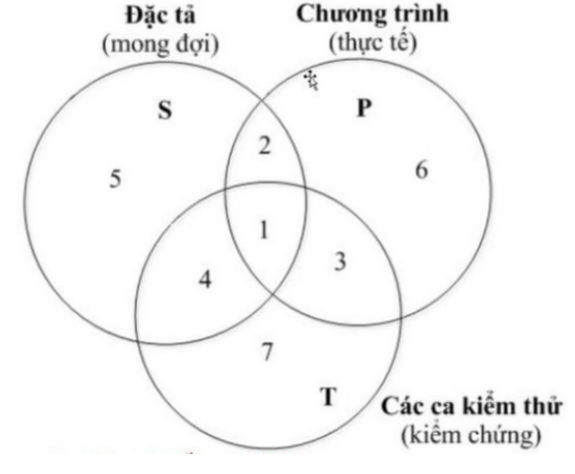 Đặc tả
(mong đợi)
Chương trình
(thực tế)
S
P
2
5
6
1
3
4
7
T
Các ca kiểm thử
(kiểm chứng)